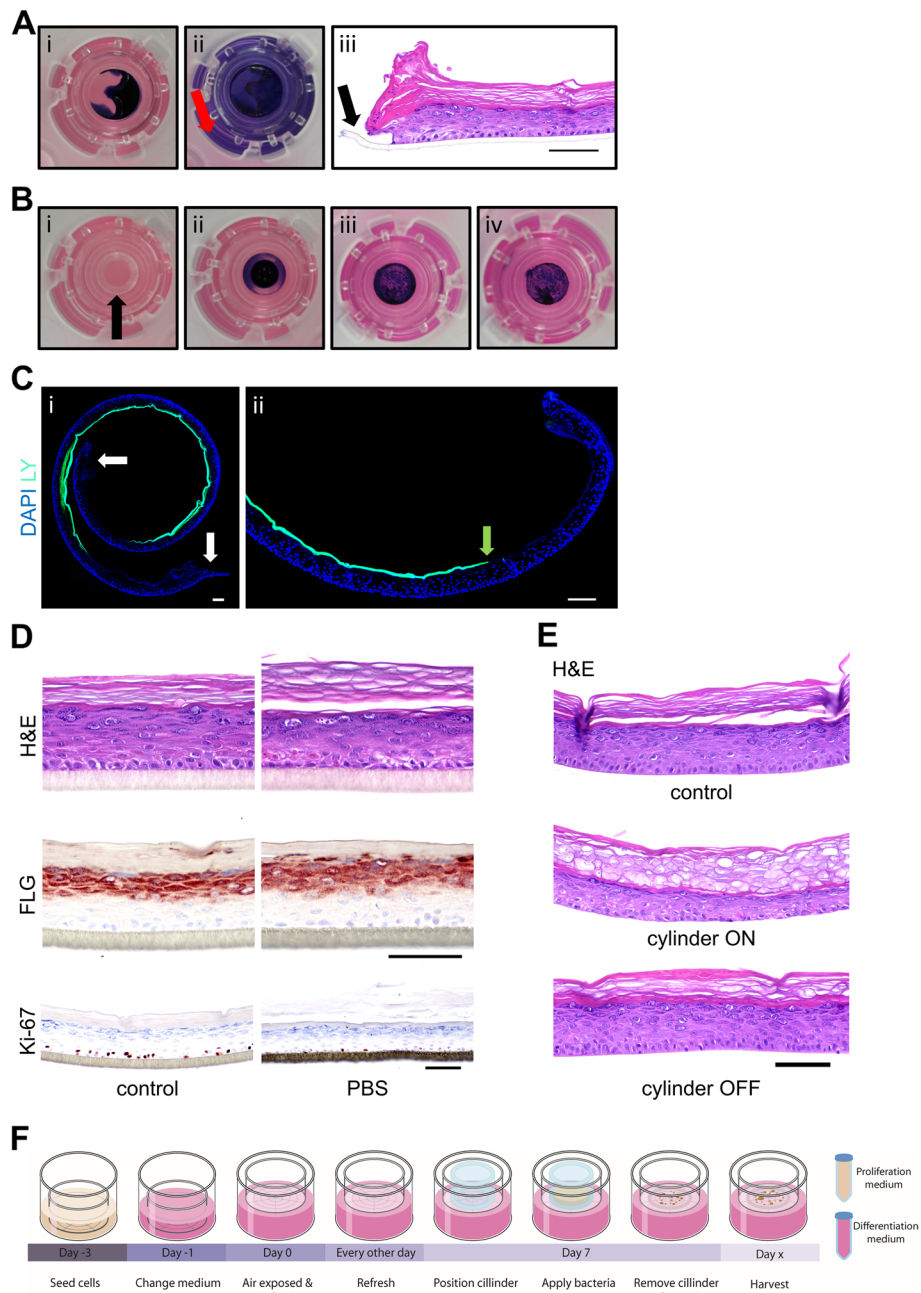 A
i
ii
iii
B
i
ii
iii
iv
C
DAPI LY
i
ii
D
H&E
FLG
Ki-67
control
PBS
E
H&E
control
cylinder ON
cylinder OFF
F
Proliferation
medium
Differentiation
medium
Day -3
Day -1
Day 0
Every other day
Day 7
Day x
Seed cells
Change medium
Air exposed &
Refresh
Position cillinder
Apply bacteria
Remove cillinder
Harvest